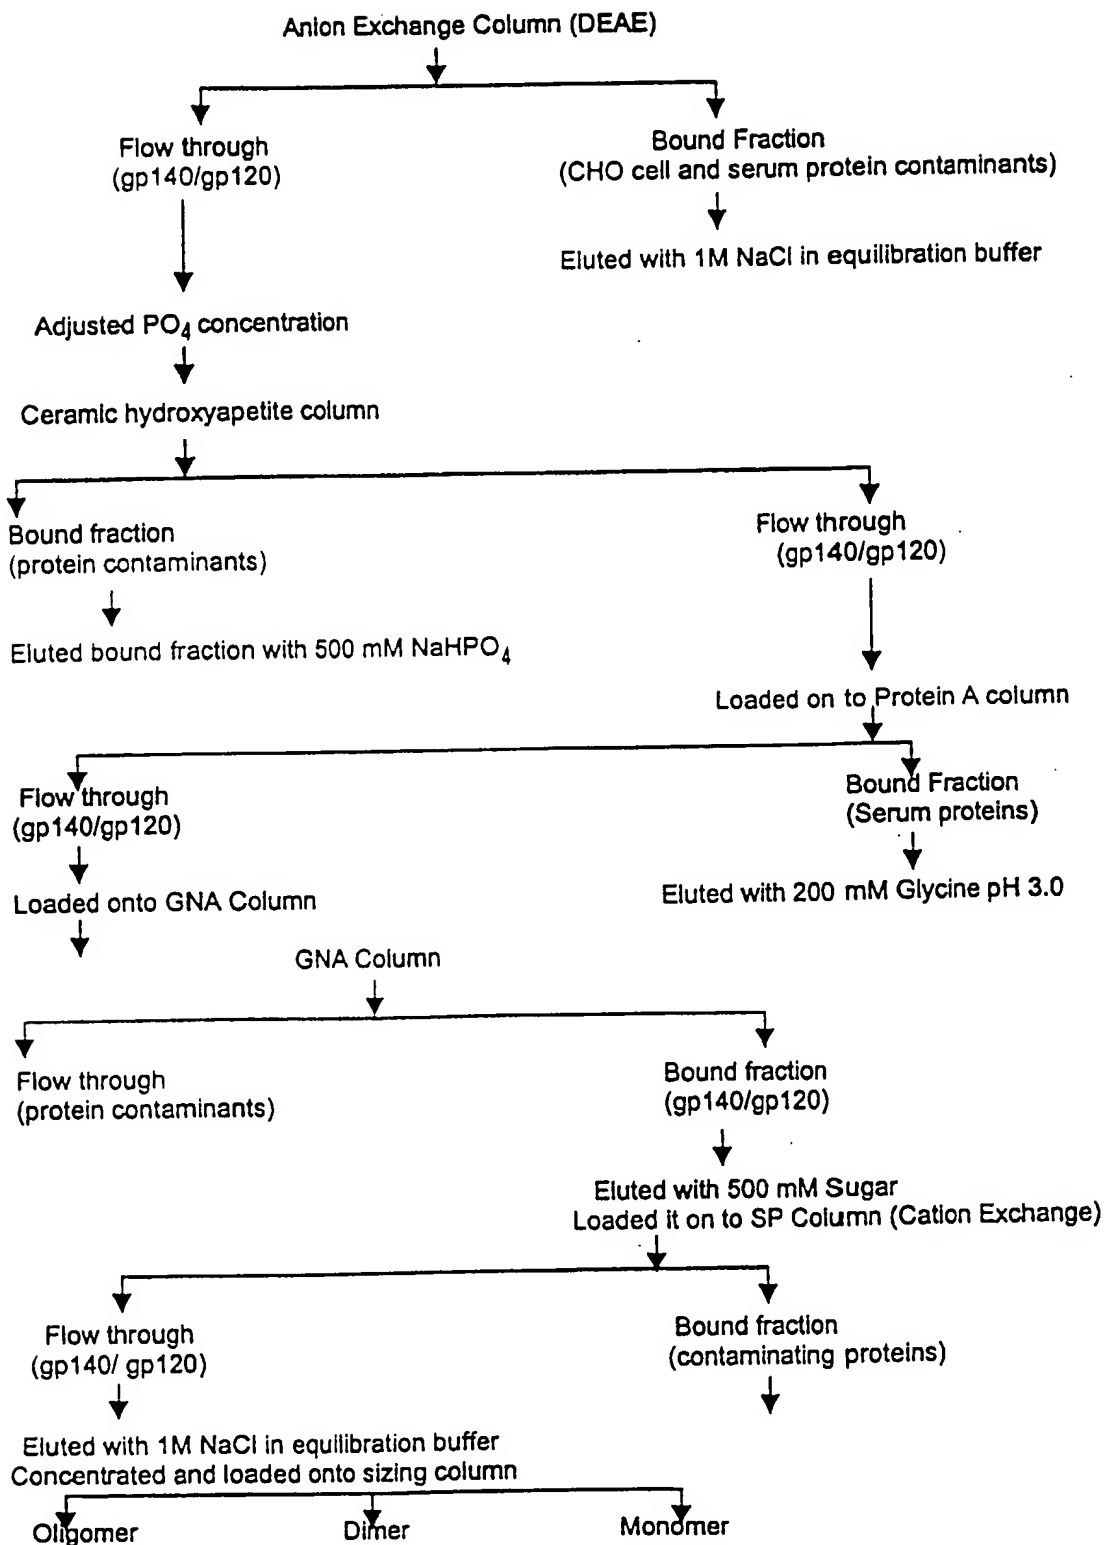 Anion Exchange Column (DEAE)
Flow through
(gp140/gp120)
Bound Fraction
(CHO cell and serum protein contaminants)
Eluted with 1M NaCl in equilibration buffer
Adjusted PO4 concentration
Ceramic hydroxyapetite column
Bound fraction
(protein contaminants)
Flow through
(gp140/gp120)
Eluted bound fraction with 500 mM NaHPO4
Loaded on to Protein A column
Flow through
(gp140/gp120)
Bound Fraction
(Serum proteins)
Loaded onto GNA Column
Eluted with 200 mM Glycine pH 3.0
GNA Column
Flow through
(protein contaminants)
Bound fraction
(gp140/gp120)
Eluted with 500 mM Sugar
Loaded it on to SP Column (Cation Exchange)
Flow through
(gp140/ gp120)
Bound fraction
(contaminating proteins)
Eluted with 1M NaCl in equilibration buffer
Concentrated and loaded onto sizing column
Oligomer
Dimer
Monomer